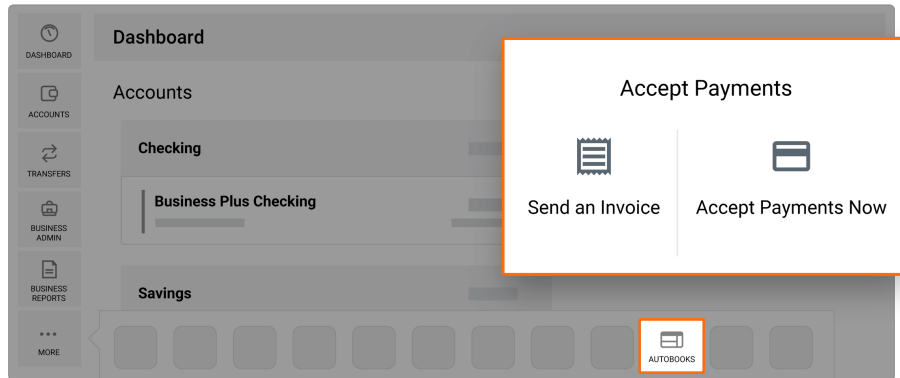 DASHBOARD
ACCOUNTS
TRANSFERS
BUSINESS
ADMIN
BUSINESS
REPORTS
MORE
Dashboard
Accounts
Checking
Business Plus Checking
Savings
AUTOBOOKS
Accept Payments
Send an Invoice
Accept Payments Now